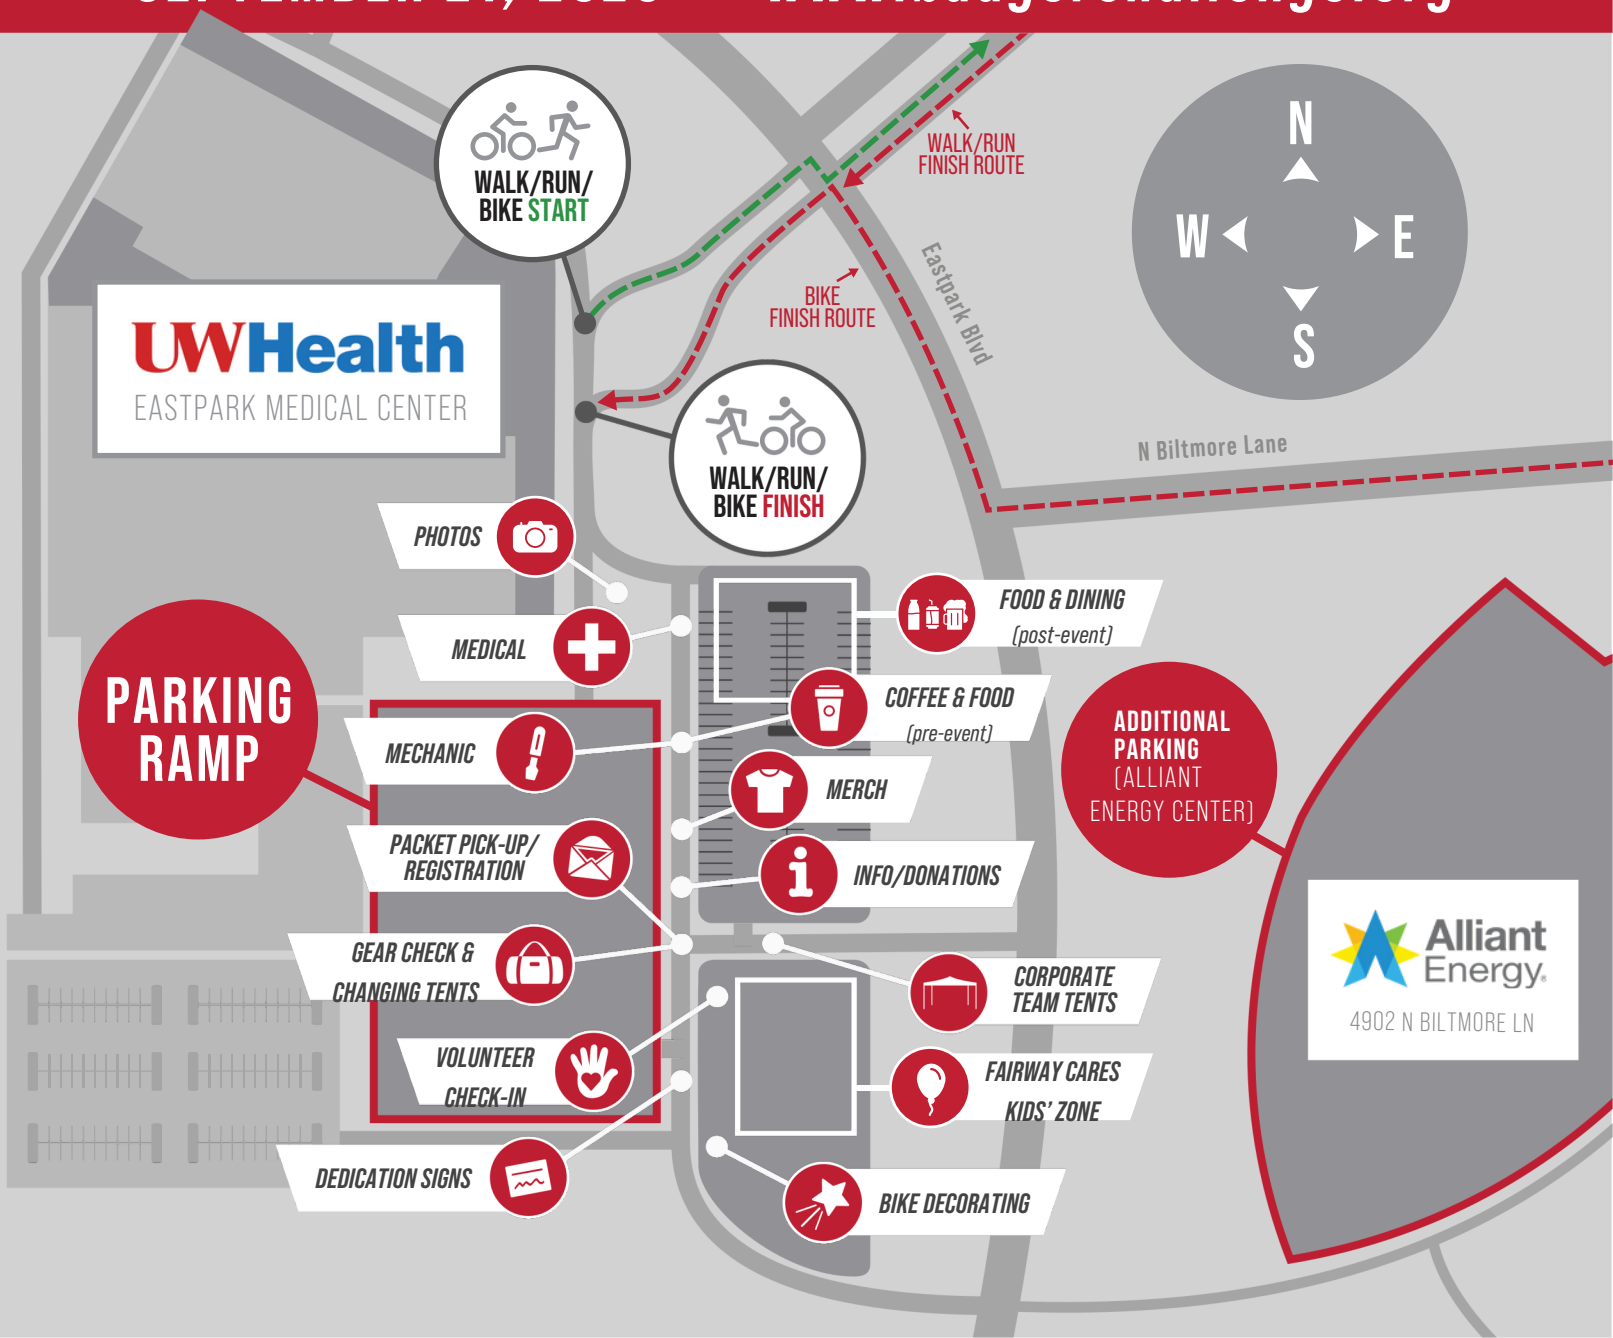 WALK/RUN/
BIKE START
WALK/RUN
FINISH ROUTE
N
W
E
S
BIKE
FINISH ROUTE
Eastpark Blvd
UWHealth
EASTPARK MEDICAL CENTER
N Biltmore Lane
WALK/RUN/
BIKE FINISH
PHOTOS
MEDICAL
FOOD & DINING
(post-event)
PARKING
RAMP
COFFEE & FOOD
(pre-event)
MECHANIC
ADDITIONAL
PARKING
(ALLIANT
ENERGY CENTER)
MERCH
PACKET PICK-UP/
REGISTRATION
INFO/DONATIONS
GEAR CHECK &
CHANGING TENTS
CORPORATE
TEAM TENTS
Alliant
Energy®
4902 N BILTMORE LN
VOLUNTEER
CHECK-IN
FAIRWAY CARES
KIDS' ZONE
DEDICATION SIGNS
BIKE DECORATING